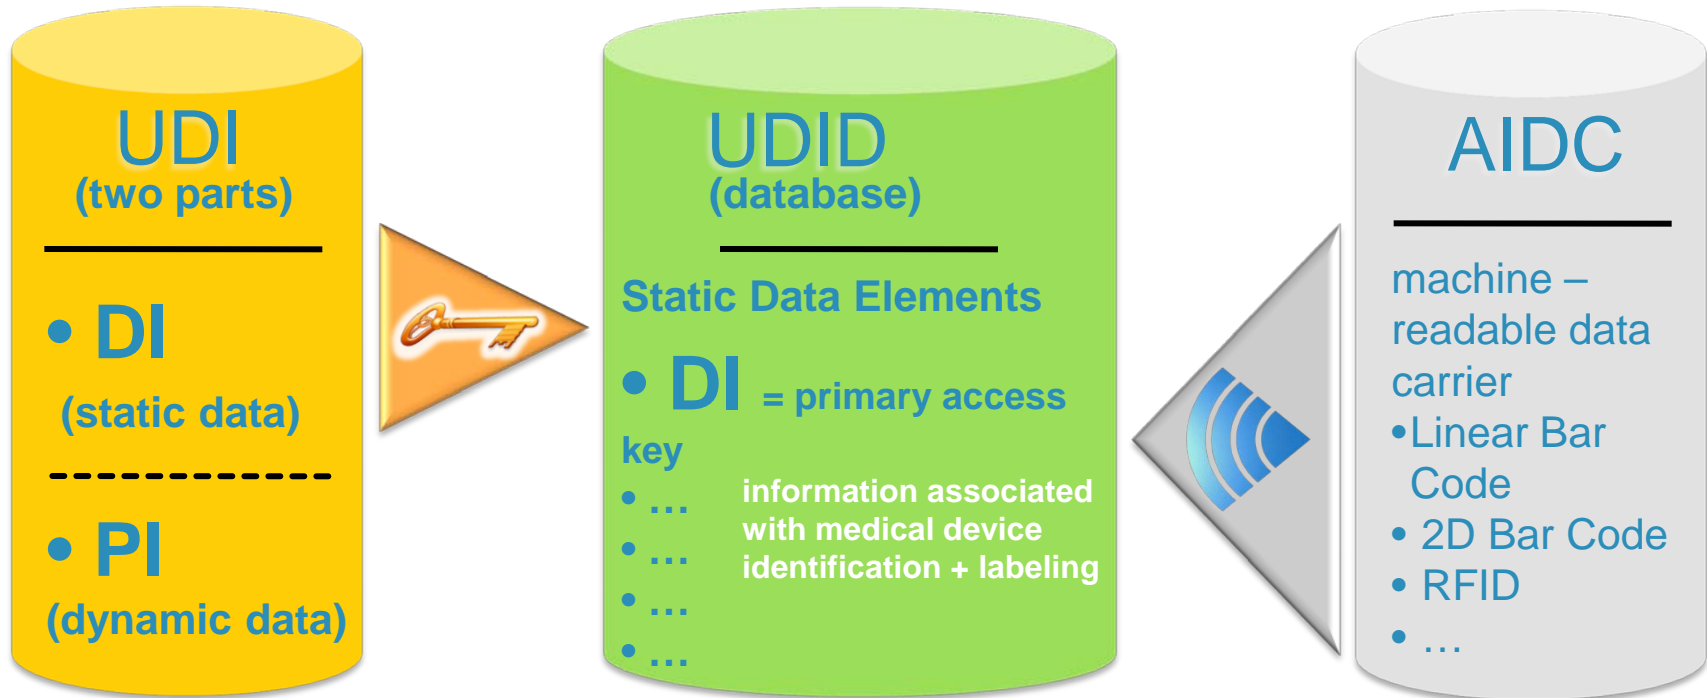 UDI
(two parts)
• DI
(static data)
• PI
(dynamic data)
UDID
(database)
Static Data Elements
• DI = primary access
key
• …
• …
• …
• …
information associated
with medical device
identification + labeling
AIDC
machine –
readable data
carrier
•Linear Bar
Code
• 2D Bar Code
• RFID
• …